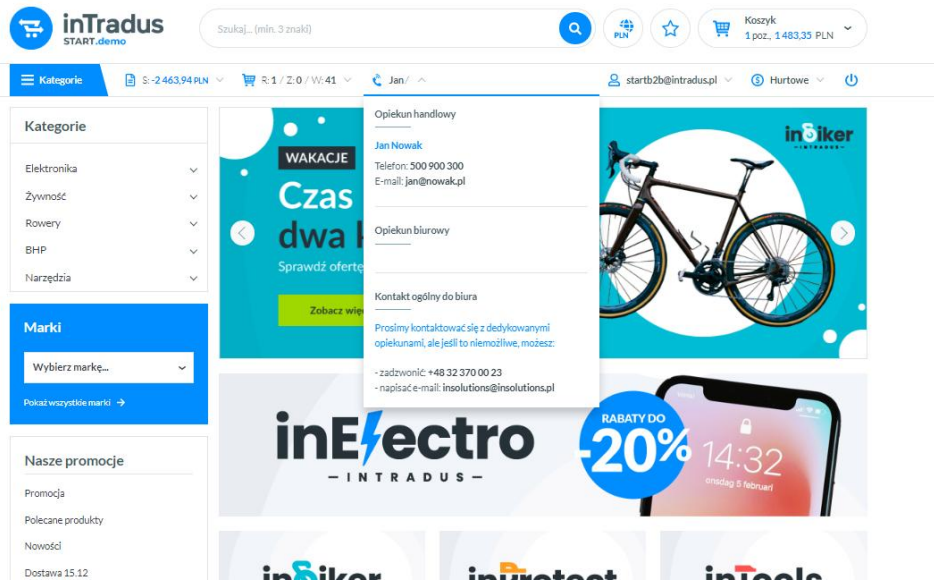 inTradus
START.demo
Szukaj... (min. 3 znaki)
PLN
Koszyk
1 poz., 1 483,35 PLN
Kategorie
S: -2 463,94 PLN
R: 1 / Z: 0 / W: 41
Jan /
startb2b@intradus.pl
Hurtowe
Kategorie
Elektronika
Żywność
Rowery
BHP
Narzędzia
Marki
Wybierz markę...
Pokaż wszystkie marki →
Nasze promocje
Promocja
Polecane produkty
Nowości
Dostawa 15.12
Opiekun handlowy
Jan Nowak
Telefon: 500 900 300
E-mail: jan@nowak.pl
Opiekun biurowy
Kontakt ogólny do biura
Prosimy kontaktować się z dedykowanymi
opiekunami, ale jeśli to niemożliwe, możesz:
- zadzwonić: +48 32 370 00 23
- napisać e-mail: insolutions@insolutions.pl
WAKACJE
Czas
dwa
Sprawdź ofertę
Zobacz
inBiker
INTRADUS
inElectro
INTRADUS
RABATY DO
-20%
14:32
onsdag 5 februari
inBiker
inProtect
inTools